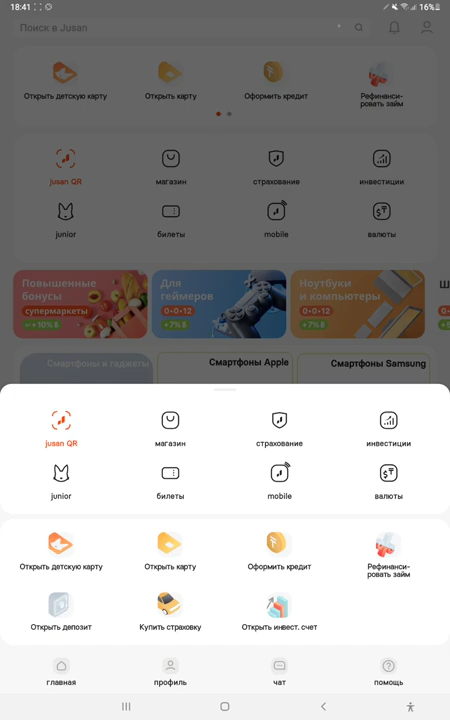 18:41
16%
Поиск в Jusan
Открыть детскую карту
Открыть карту
Оформить кредит
Рефинанси-
ровать займ
jusan QR
магазин
страхование
инвестиции
junior
билеты
mobile
валюты
Повышенные
бонусы
супермаркеты
+ 10%
Для
геймеров
0•0•12
+ 7%
Ноутбуки
и компьютеры
0•0•12
+ 7%
Смартфоны и гаджеты
Смартфоны Apple
Смартфоны Samsung
jusan QR
магазин
страхование
инвестиции
junior
билеты
mobile
валюты
Открыть детскую карту
Открыть карту
Оформить кредит
Рефинанси-
ровать займ
Открыть депозит
Купить страховку
Открыть инвест. счет
главная
профиль
чат
помощь